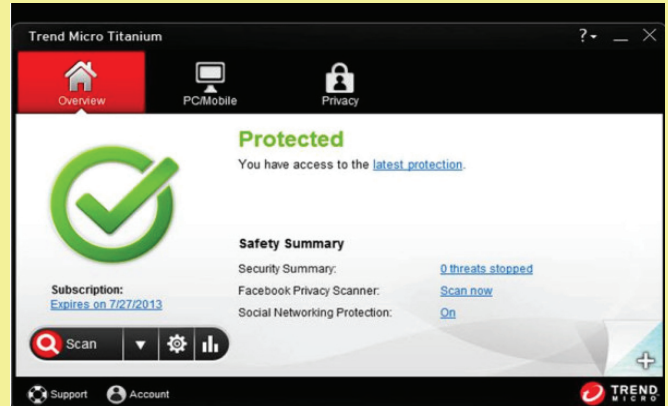 Trend Micro Titanium
?
Overview
PC/Mobile
Privacy
Protected
You have access to the latest protection.
Safety Summary
Security Summary: 0 threats stopped
Facebook Privacy Scanner: Scan now
Social Networking Protection: On
Subscription:
Expires on 7/27/2013
Scan
Support
Account
TREND
MICRO